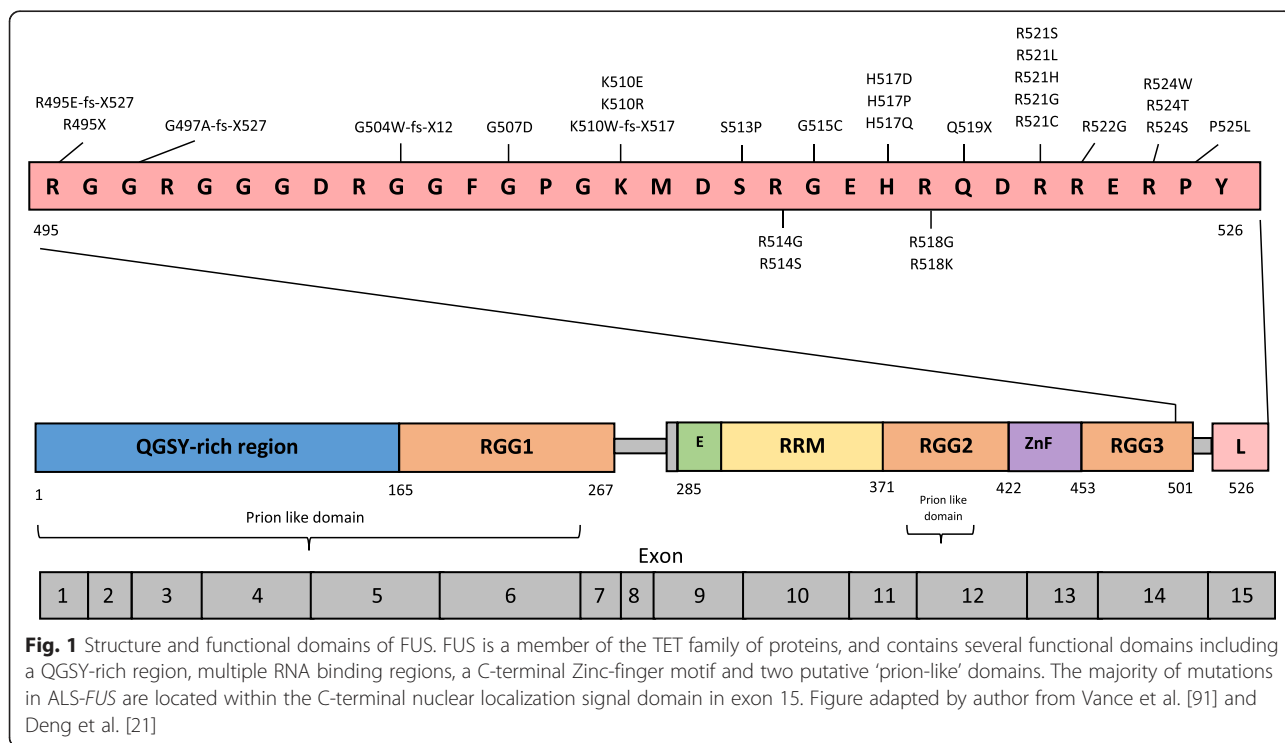 R521S
R521L
R521H
R521G
R521C
H517D
H517P
H517Q
K510E
K510R
K510W-fs-X517
R524W
R524T
R524S
R495E-fs-X527
R495X
G497A-fs-X527
G504W-fs-X12
G507D
S513P
G515C
Q519X
R522G
P525L
R G G R G G G D R G G F G P G K M D S R G E H R Q D R R E R P Y
495
526
R514G
R514S
R518G
R518K
QGSY-rich region
RGG1
E
RRM
RGG2
ZnF
RGG3
L
1
165
267
285
371
422
453
501
526
Prion like domain
Prion like
domain
Exon
1 2 3 4 5 6 7 8 9 10 11 12 13 14 15
Fig. 1 Structure and functional domains of FUS. FUS is a member of the TET family of proteins, and contains several functional domains including
a QGSY-rich region, multiple RNA binding regions, a C-terminal Zinc-finger motif and two putative ‘prion-like’ domains. The majority of mutations
in ALS-FUS are located within the C-terminal nuclear localization signal domain in exon 15. Figure adapted by author from Vance et al. [91] and
Deng et al. [21]